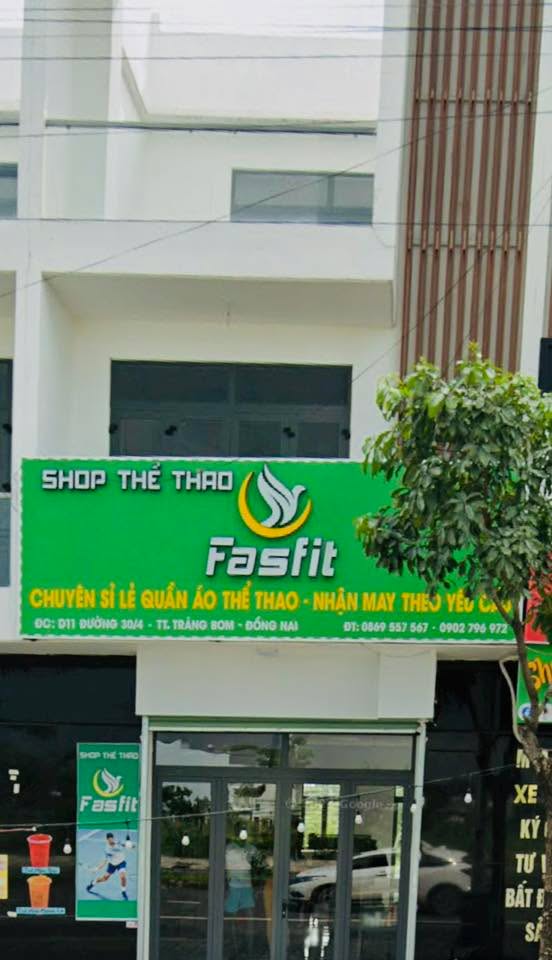 SHOP THỂ THAO
Fasfit
CHUYÊN SỈ LẺ QUẦN ÁO THỂ THAO - NHẬN MAY THEO YÊU CẦU
ĐC: D11 ĐƯỜNG 30/4 - TT. TRẢNG BOM - ĐỒNG NAI ĐT: 0869 557 567 - 0902 796 972
SHOP THỂ THAO
Fasfit
Google
XE
KÝ
TƯ
BẤT